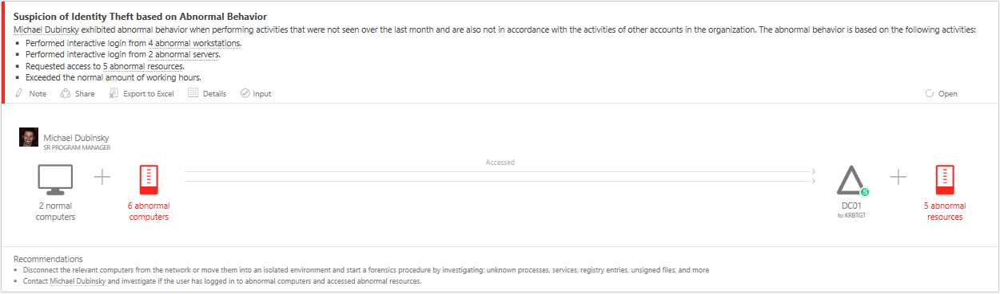 Suspicion of Identity Theft based on Abnormal Behavior
Michael Dubinsky exhibited abnormal behavior when performing activities that were not seen over the last month and are also not in accordance with the activities of other accounts in the organization. The abnormal behavior is based on the following activities:
▪ Performed interactive login from 4 abnormal workstations.
▪ Performed interactive login from 2 abnormal servers.
▪ Requested access to 5 abnormal resources.
▪ Exceeded the normal amount of working hours.
Note Share Export to Excel Details Input Open
Michael Dubinsky
SR PROGRAM MANAGER
Accessed
2 normal
computers
6 abnormal
computers
S
DC01
to KRBTGT
5 abnormal
resources
Recommendations
▪ Disconnect the relevant computers from the network or move them into an isolated environment and start a forensics procedure by investigating: unknown processes, services, registry entries, unsigned files, and more
▪ Contact Michael Dubinsky and investigate if the user has logged in to abnormal computers and accessed abnormal resources.